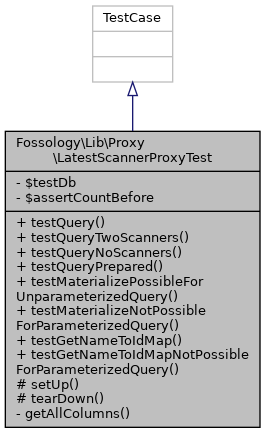 TestCase
Fossology\Lib\Proxy
\LatestScannerProxyTest
- $testDb
- $assertCountBefore
+ testQuery()
+ testQueryTwoScanners()
+ testQueryNoScanners()
+ testQueryPrepared()
+ testMaterializePossibleFor
UnparameterizedQuery()
+ testMaterializeNotPossible
ForParameterizedQuery()
+ testGetNameToIdMap()
+ testGetNameToIdMapNotPossible
ForParameterizedQuery()
# setUp()
# tearDown()
- getAllColumns()